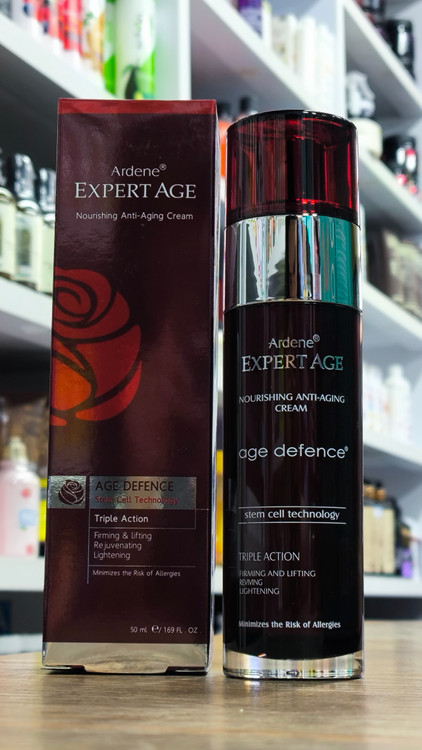 Ardene®
EXPERT AGE
Nourishing Anti-Aging Cream
AGE DEFENCE
Stem Cell Technology
Triple Action
Firming & lifting
Rejuvenating
Lightening
Minimizes the Risk of Allergies
50 ml ℮/ 169 FL . OZ
Ardene®
EXPERT AGE
NOURISHING ANTI-AGING
CREAM
age defence®
stem cell technology
TRIPLE ACTION
FIRMING AND LIFTING
REVIVING
LIGHTENING
Minimizes the Risk of Allergies